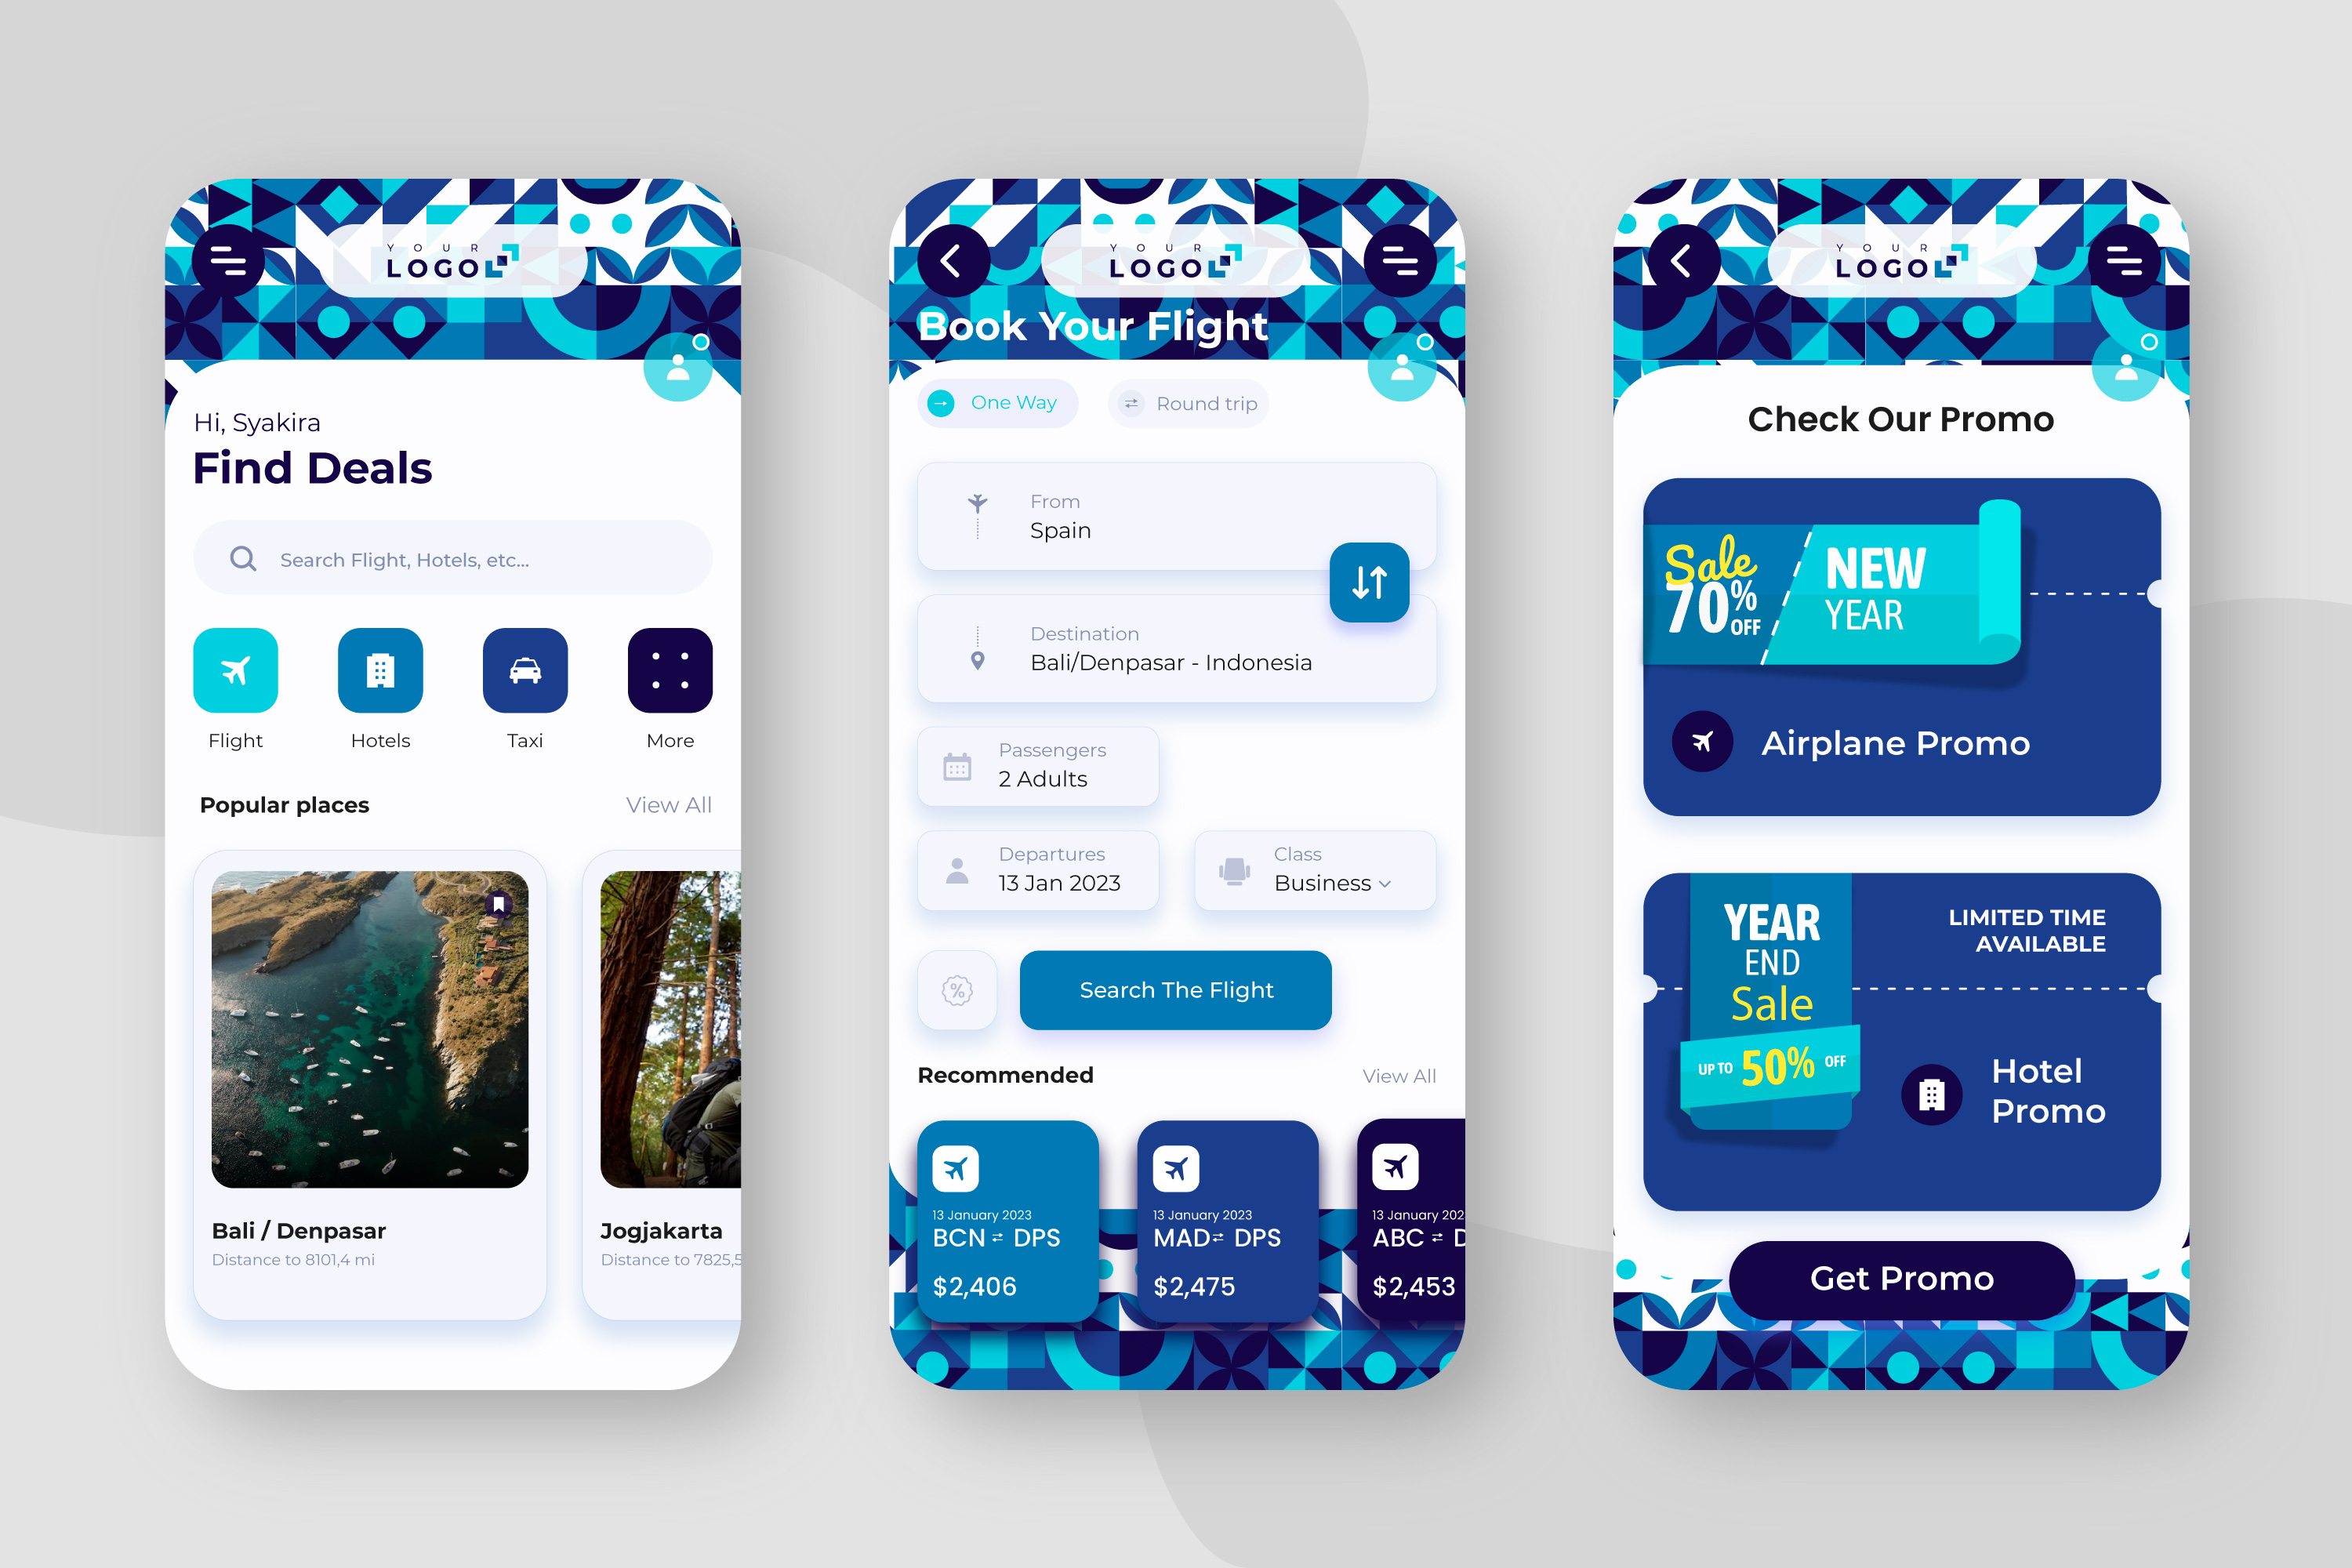 YOUR
LOGO
Hi, Syakira
Find Deals
Search Flight, Hotels, etc...
Flight
Hotels
Taxi
More
Popular places
View All
Bali / Denpasar
Distance to 8101,4 mi
Jogjakarta
Distance to 7825,5
YOUR
LOGO
Book Your Flight
One Way
Round trip
From
Spain
Destination
Bali/Denpasar - Indonesia
Passengers
2 Adults
Departures
13 Jan 2023
Class
Business
%
Search The Flight
Recommended
View All
13 January 2023
BCN ⇄ DPS
$2,406
13 January 2023
MAD⇄ DPS
$2,475
13 January 202
ABC ⇄ D
$2,453
YOUR
LOGO
Check Our Promo
Sale
70%
OFF
NEW
YEAR
Airplane Promo
YEAR
END
Sale
UP TO 50% OFF
LIMITED TIME
AVAILABLE
Hotel
Promo
Get Promo